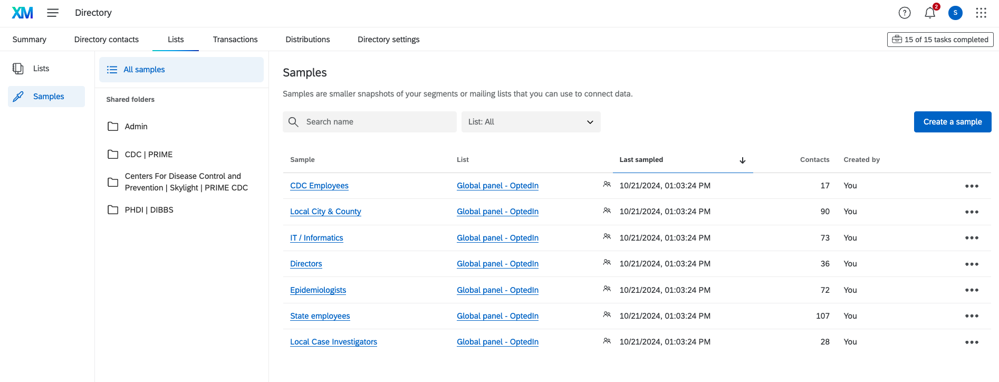 XM
Directory
?
2
S
Summary
Directory contacts
Lists
Transactions
Distributions
Directory settings
15 of 15 tasks completed
Lists
Samples
All samples
Shared folders
Admin
CDC | PRIME
Centers For Disease Control and
Prevention | Skylight | PRIME CDC
PHDI | DIBBS
Samples
Samples are smaller snapshots of your segments or mailing lists that you can use to connect data.
Search name
List: All
Create a sample
Sample List Last sampled Contacts Created by
CDC Employees Global panel - OptedIn 10/21/2024, 01:03:24 PM 17 You
Local City & County Global panel - OptedIn 10/21/2024, 01:03:24 PM 90 You
IT / Informatics Global panel - OptedIn 10/21/2024, 01:03:24 PM 73 You
Directors Global panel - OptedIn 10/21/2024, 01:03:24 PM 36 You
Epidemiologists Global panel - OptedIn 10/21/2024, 01:03:24 PM 72 You
State employees Global panel - OptedIn 10/21/2024, 01:03:24 PM 107 You
Local Case Investigators Global panel - OptedIn 10/21/2024, 01:03:24 PM 28 You